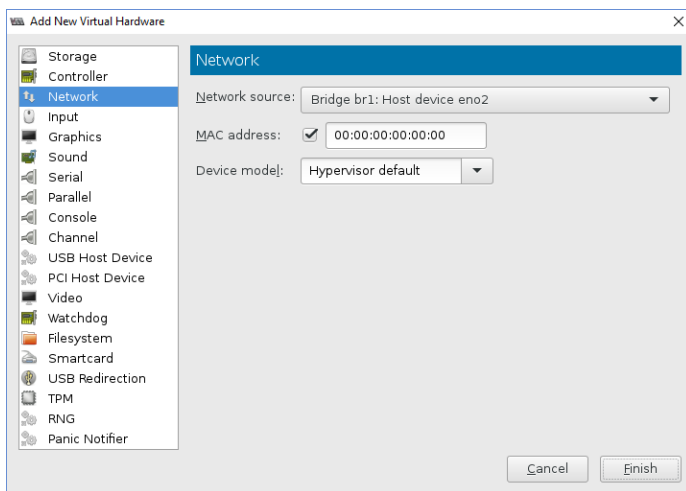 Add New Virtual Hardware
Storage
Controller
Network
Input
Graphics
Sound
Serial
Parallel
Console
Channel
USB Host Device
PCI Host Device
Video
Watchdog
Filesystem
Smartcard
USB Redirection
TPM
RNG
Panic Notifier
Network
Network source: Bridge br1: Host device eno2
MAC address: 00:00:00:00:00:00
Device model: Hypervisor default
Cancel Finish